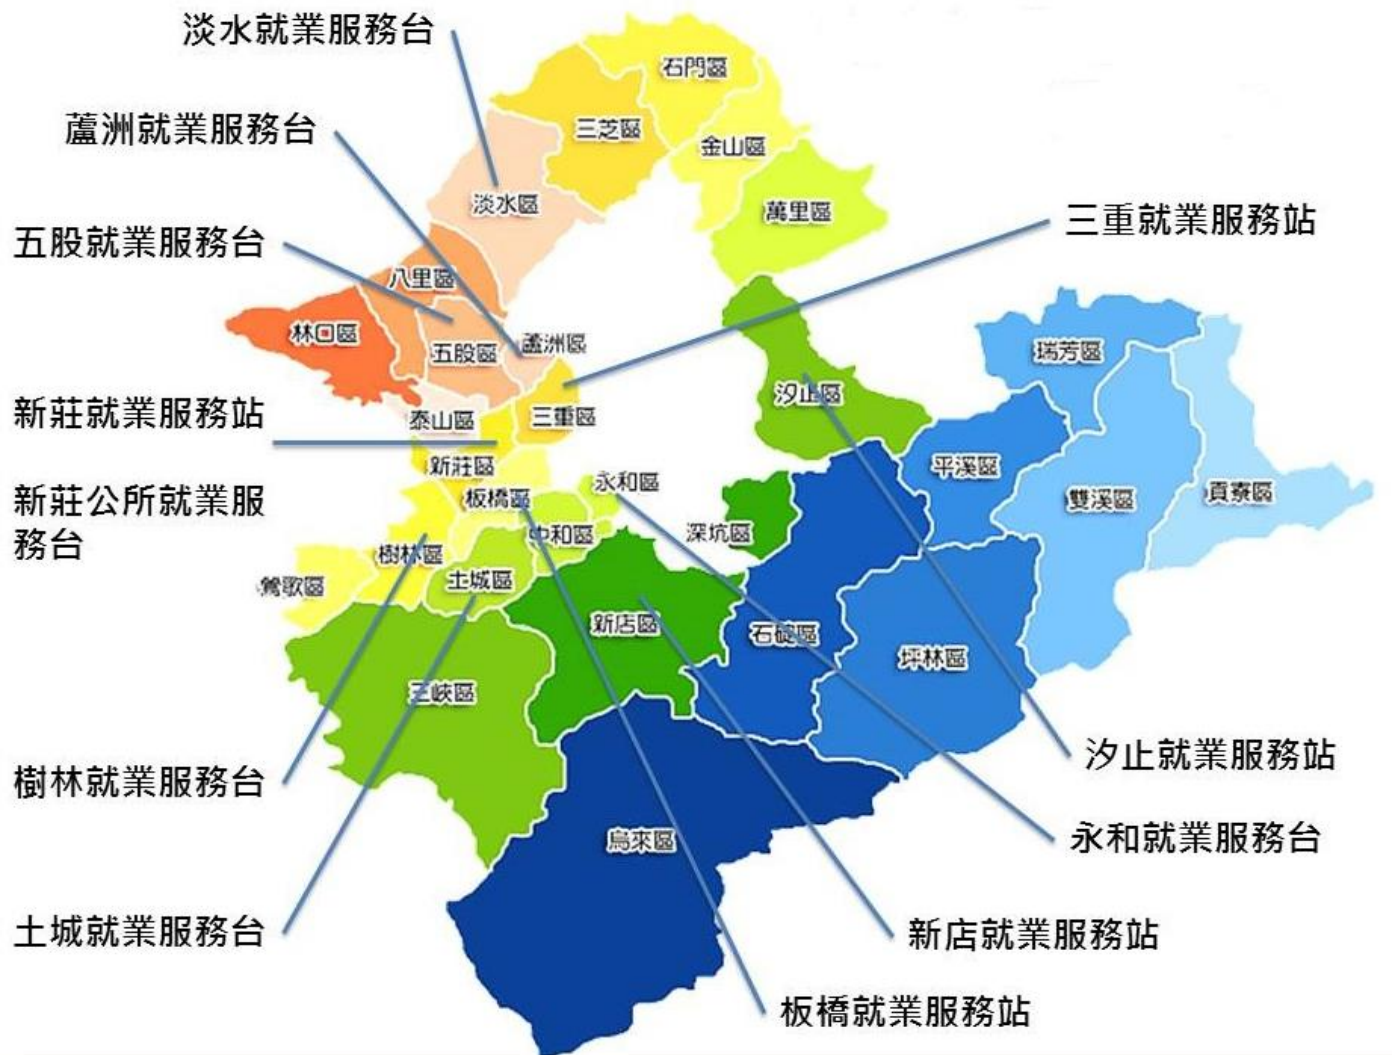 淡水就業服務台
石門區
三芝區
蘆洲就業服務台
金山區
淡水區
萬里區
三重就業服務站
五股就業服務台
八里區
林口區
五股區
蘆洲區
瑞芳區
汐止區
新莊就業服務站
泰山區
三重區
新莊區
平溪區
板橋區
永和區
雙溪區
貢寮區
新莊公所就業服
務台
中和區
深坑區
樹林區
土城區
鶯歌區
新店區
石碇區
坪林區
三峽區
汐止就業服務站
樹林就業服務台
永和就業服務台
烏來區
土城就業服務台
新店就業服務站
板橋就業服務站